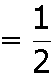 = 1/2